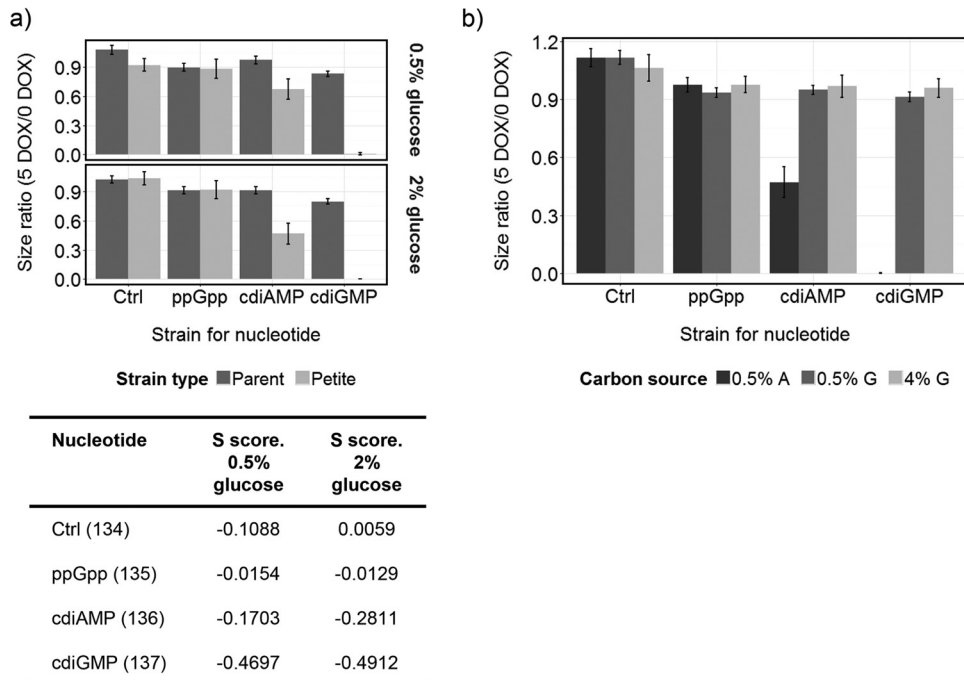 a)
Size ratio (5 DOX/0 DOX)
0.9
0.6
0.3
0.0
0.5% glucose
0.9
0.6
0.3
0.0
2% glucose
Ctrl ppGpp cdiAMP cdiGMP
Strain for nucleotide
Strain type Parent Petite
b)
Size ratio (5 DOX/0 DOX)
1.2
0.9
0.6
0.3
0.0
Ctrl ppGpp cdiAMP cdiGMP
Strain for nucleotide
Carbon source 0.5% A 0.5% G 4% G
Nucleotide S score. S score.
0.5% 2%
glucose glucose
Ctrl (134) -0.1088 0.0059
ppGpp (135) -0.0154 -0.0129
cdiAMP (136) -0.1703 -0.2811
cdiGMP (137) -0.4697 -0.4912